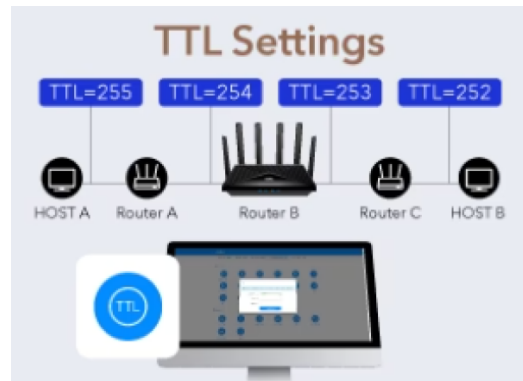 TTL Settings
TTL=255 TTL=254 TTL=253 TTL=252
HOST A Router A Router B Router C HOST B
TTL